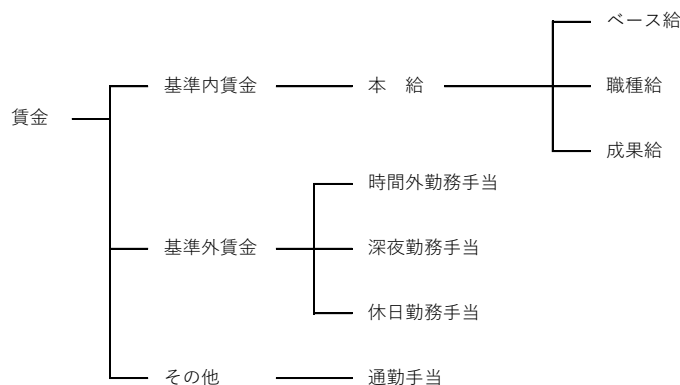 ベース給
基準内賃金 本　給 職種給
賃金
成果給
時間外勤務手当
基準外賃金 深夜勤務手当
休日勤務手当
その他 通勤手当